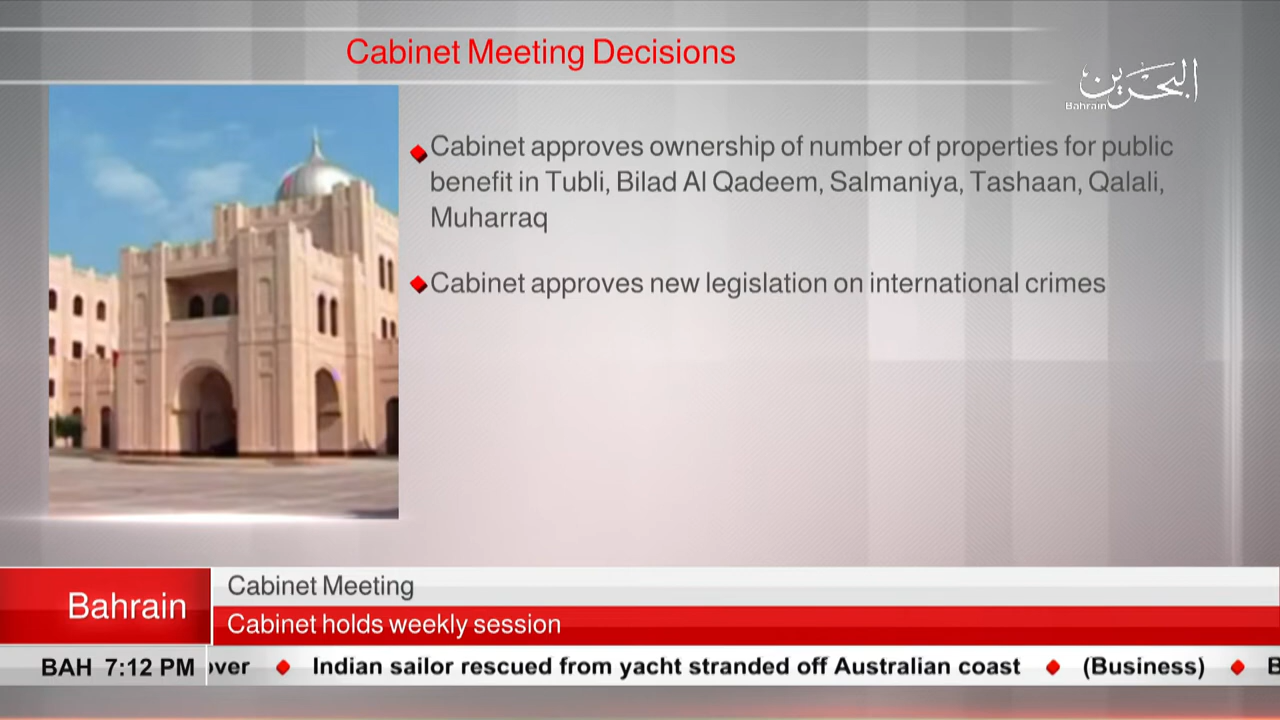 Cabinet Meeting Decisions
البحرين
Bahrain
Cabinet approves ownership of number of properties for public
benefit in Tubli, Bilad Al Qadeem, Salmaniya, Tashaan, Qalali,
Muharraq
Cabinet approves new legislation on international crimes
Bahrain
Cabinet Meeting
Cabinet holds weekly session
BAH 7:12 PM
Indian sailor rescued from yacht stranded off Australian coast (Business)